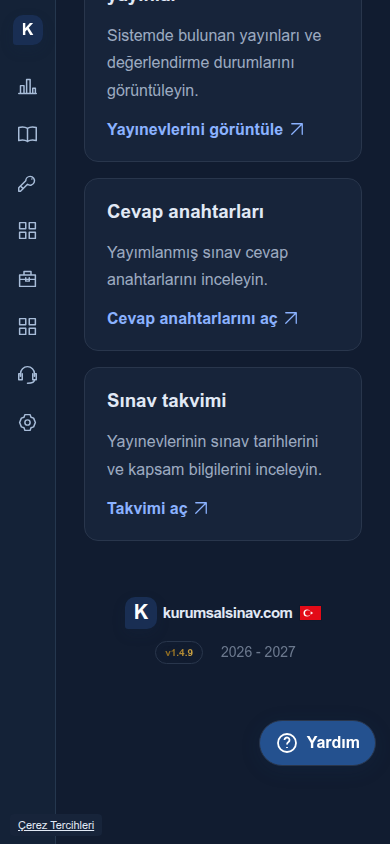 K
Sistemde bulunan yayınları ve
değerlendirme durumlarını
görüntüleyin.
Yayınevlerini görüntüle
Cevap anahtarları
Yayımlanmış sınav cevap
anahtarlarını inceleyin.
Cevap anahtarlarını aç
Sınav takvimi
Yayınevlerinin sınav tarihlerini
ve kapsam bilgilerini inceleyin.
Takvimi aç
K kurumsalsinav.com
v1.4.9 2026 - 2027
Yardım
Çerez Tercihleri